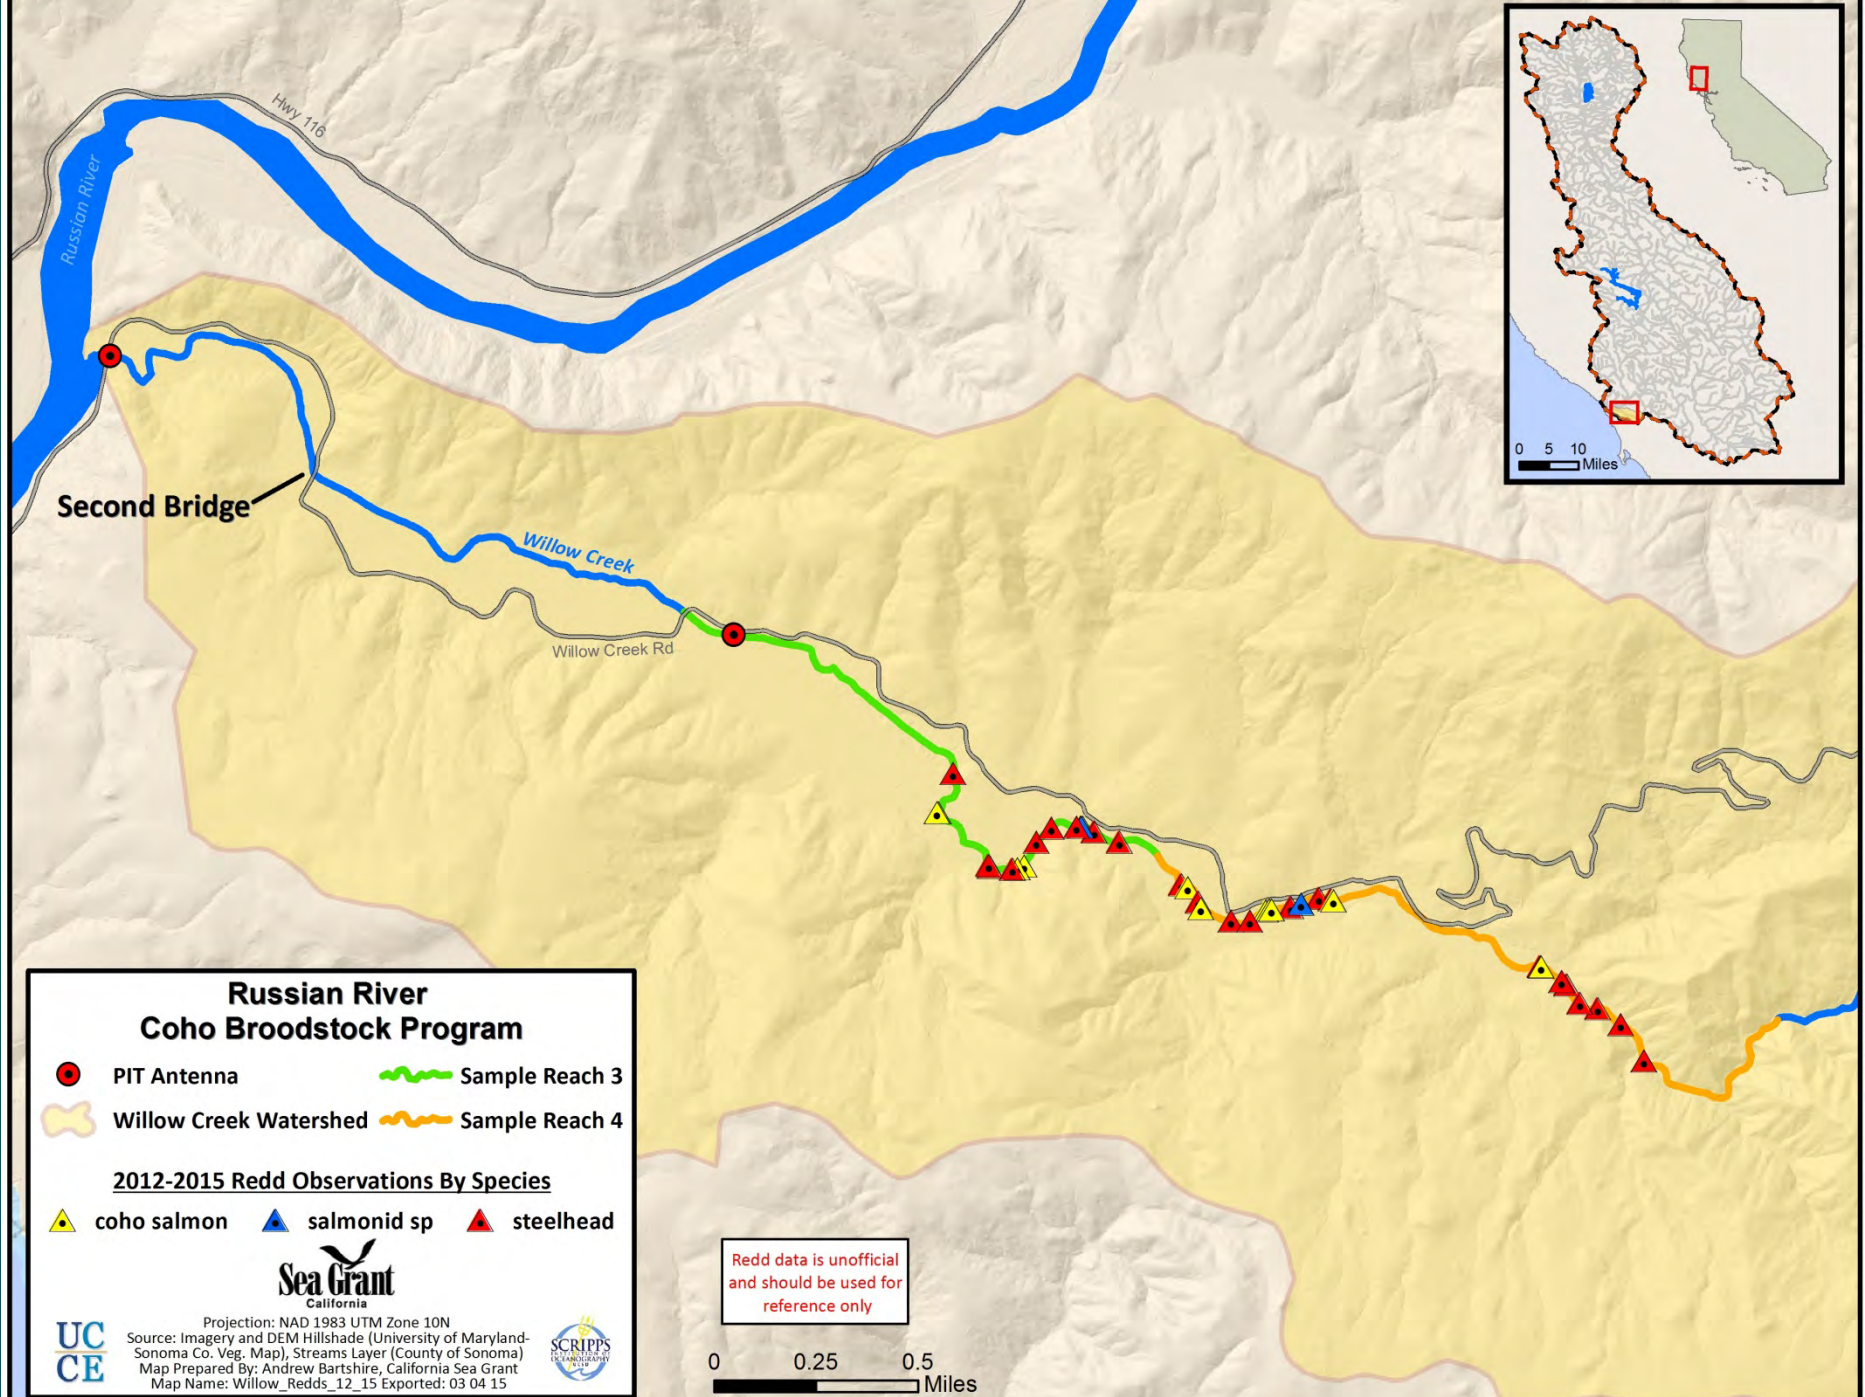 Hwy 116
Russian River
0 5 10
Miles
Second Bridge
Willow Creek
Willow Creek Rd
Russian River
Coho Broodstock Program
PIT Antenna
Sample Reach 3
Willow Creek Watershed
Sample Reach 4
2012-2015 Redd Observations By Species
coho salmon
salmonid sp
steelhead
Sea Grant
California
UC
CE
Projection: NAD 1983 UTM Zone 10N
Source: Imagery and DEM Hillshade (University of Maryland-
Sonoma Co. Veg. Map), Streams Layer (County of Sonoma)
Map Prepared By: Andrew Bartshire, California Sea Grant
Map Name: Willow_Redds_12_15 Exported: 03 04 15
SCRIPPS
INSTITUTION OF
OCEANOGRAPHY
Redd data is unofficial
and should be used for
reference only
0 0.25 0.5
Miles